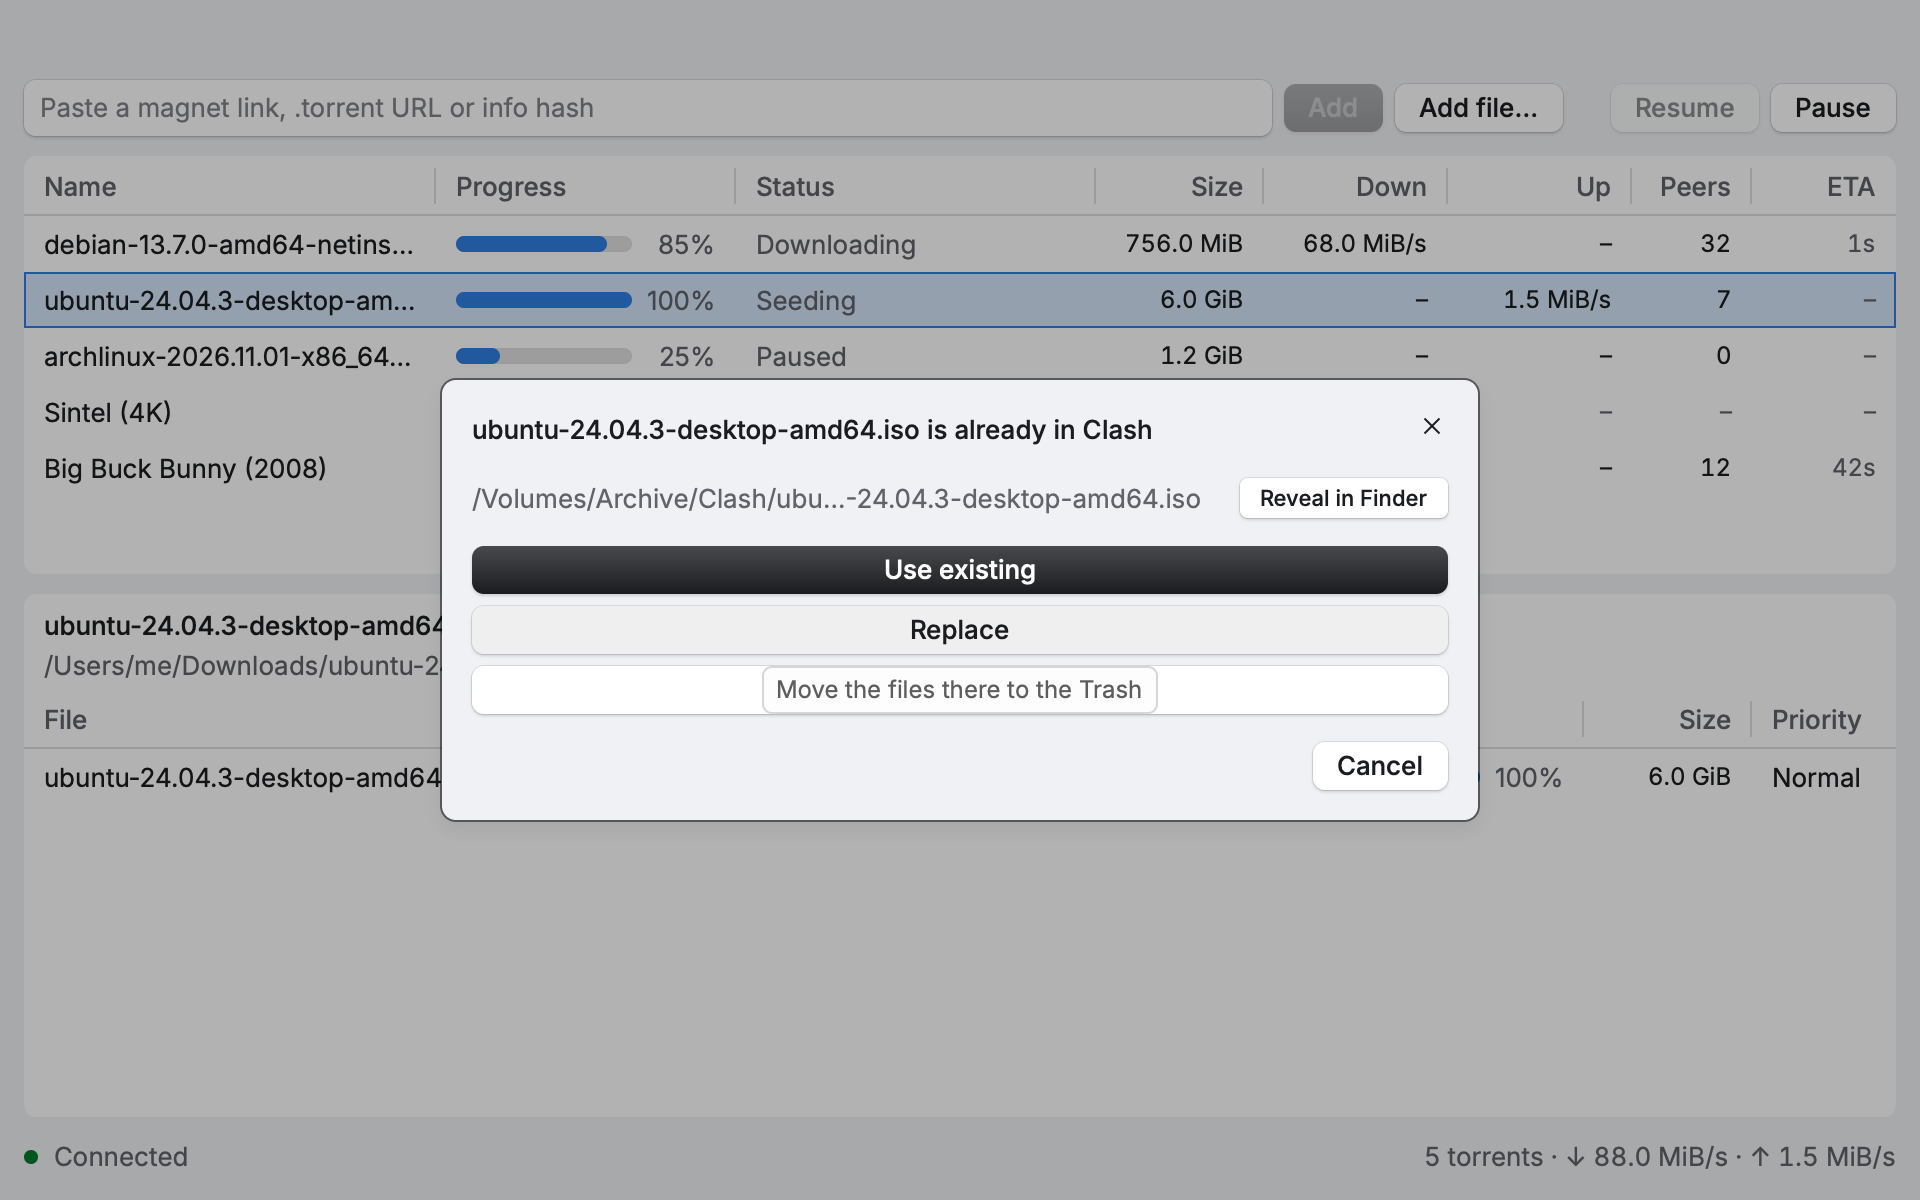 Paste a magnet link, .torrent URL or info hash Add Add file... Resume Pause
Name Progress Status Size Down Up Peers ETA
debian-13.7.0-amd64-netins... 85% Downloading 756.0 MiB 68.0 MiB/s – 32 1s
ubuntu-24.04.3-desktop-am... 100% Seeding 6.0 GiB – 1.5 MiB/s 7 –
archlinux-2026.11.01-x86_64... 25% Paused 1.2 GiB – – 0 –
Sintel (4K) – – –
Big Buck Bunny (2008) – 12 42s
ubuntu-24.04.3-desktop-amd64.iso is already in Clash
/Volumes/Archive/Clash/ubu...-24.04.3-desktop-amd64.iso Reveal in Finder
Use existing
Replace
Move the files there to the Trash
Cancel
ubuntu-24.04.3-desktop-amd64
/Users/me/Downloads/ubuntu-2
File Size Priority
ubuntu-24.04.3-desktop-amd64 100% 6.0 GiB Normal
Connected 5 torrents · ↓ 88.0 MiB/s · ↑ 1.5 MiB/s